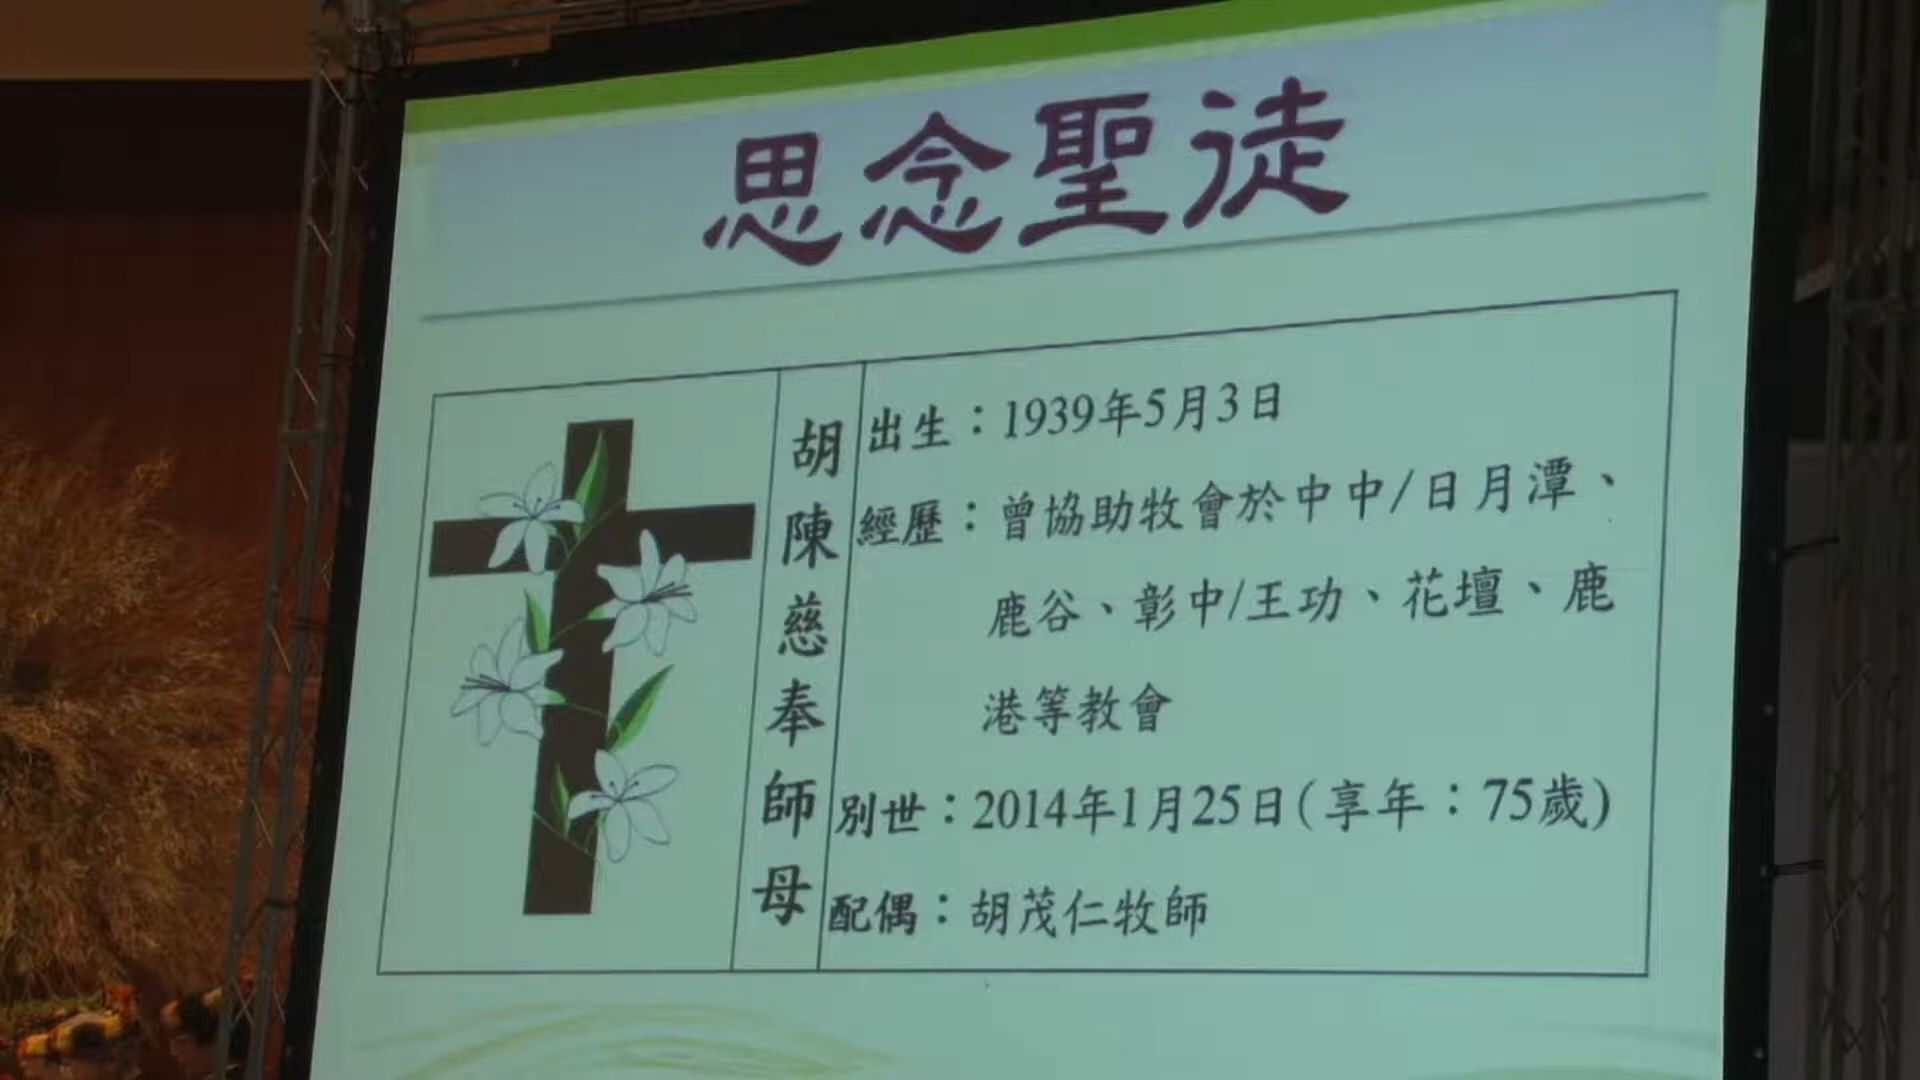 思念聖徒
胡陳慈奉師母
出生：1939年5月3日
經歷：曾協助牧會於中中/日月潭、
鹿谷、彰中/王功、花壇、鹿
港等教會
別世：2014年1月25日(享年：75歲)
配偶：胡茂仁牧師